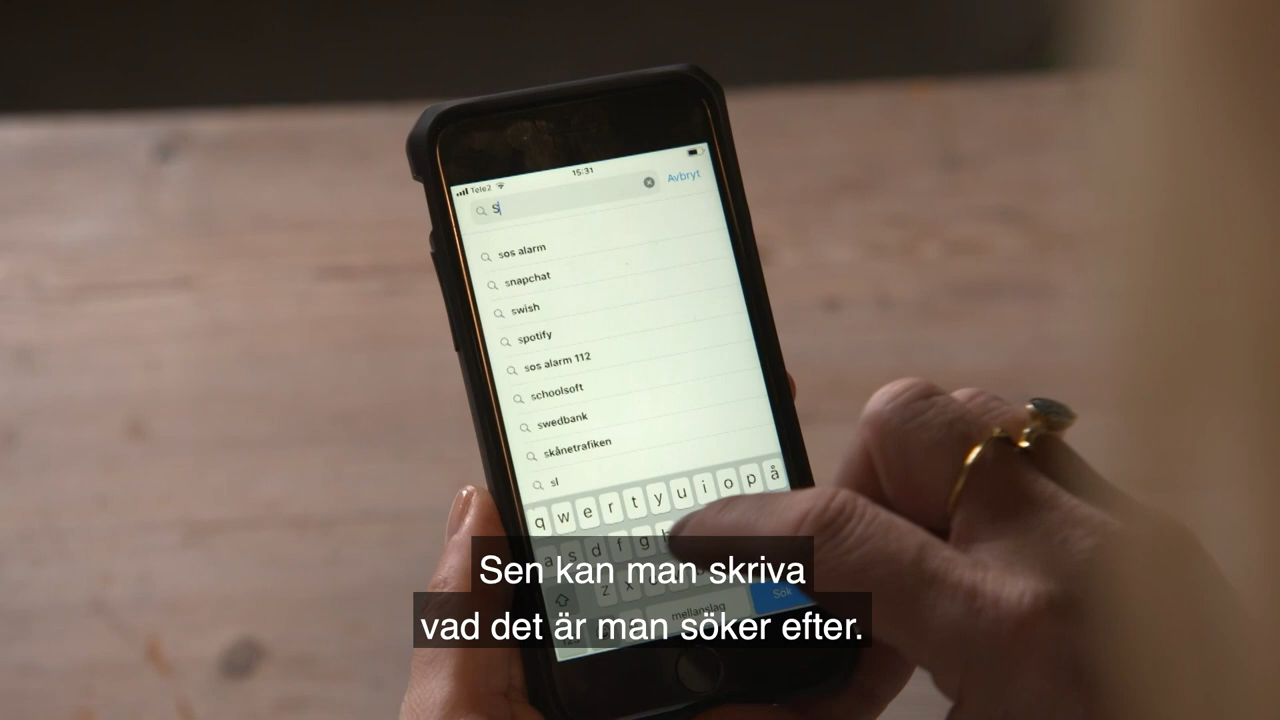 Tele2
15:31
S
Avbryt
sos alarm
snapchat
swish
spotify
sos alarm 112
schoolsoft
swedbank
skånetrafiken
sl
q w e r t y u i o p å
a s d f g h
z x
mellanslag
Sök
Sen kan man skriva
vad det är man söker efter.